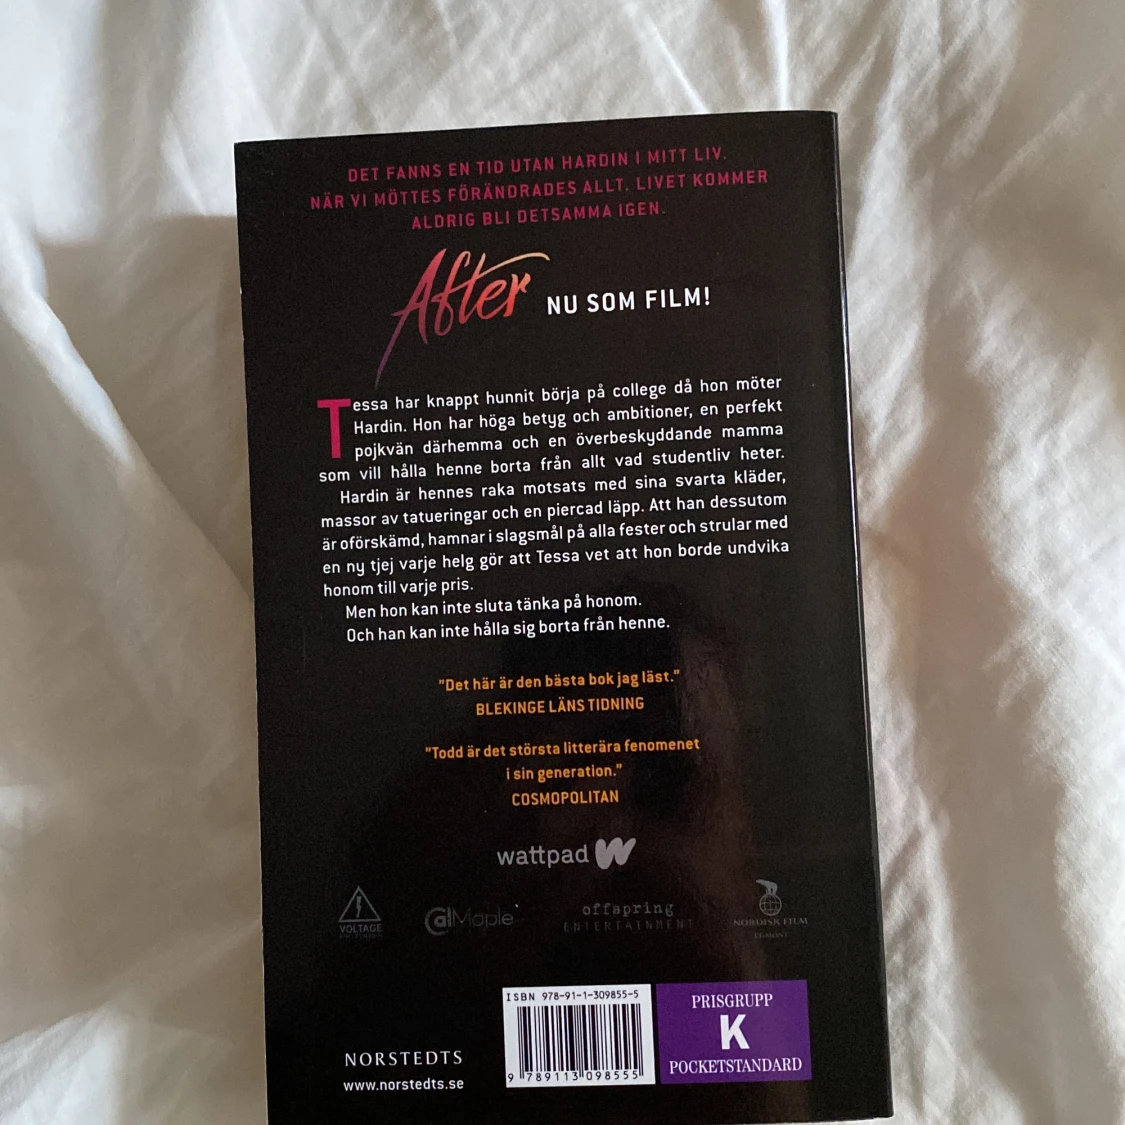 DET FANNS EN TID UTAN HARDIN I MITT LIV.
NÄR VI MÖTTES FÖRÄNDRADES ALLT. LIVET KOMMER
ALDRIG BLI DETSAMMA IGEN.
After NU SOM FILM!
Tessa har knappt hunnit börja på college då hon möter
Hardin. Hon har höga betyg och ambitioner, en perfekt
pojkvän därhemma och en överbeskyddande mamma
som vill hålla henne borta från allt vad studentliv heter.
Hardin är hennes raka motsats med sina svarta kläder,
massor av tatueringar och en piercad läpp. Att han dessutom
är oförskämd, hamnar i slagsmål på alla fester och strular med
en ny tjej varje helg gör att Tessa vet att hon borde undvika
honom till varje pris.
Men hon kan inte sluta tänka på honom.
Och han kan inte hålla sig borta från henne.
"Det här är den bästa bok jag läst."
BLEKINGE LÄNS TIDNING
"Todd är det största litterära fenomenet
i sin generation."
COSMOPOLITAN
wattpad W
VOLTAGE
CalMaple
offspring
ENTERTAINMENT
NORDISK FILM
EGMONT
ISBN 978-91-1-309855-5
9 789113 098555
PRISGRUPP
K
POCKETSTANDARD
NORSTEDTS
www.norstedts.se